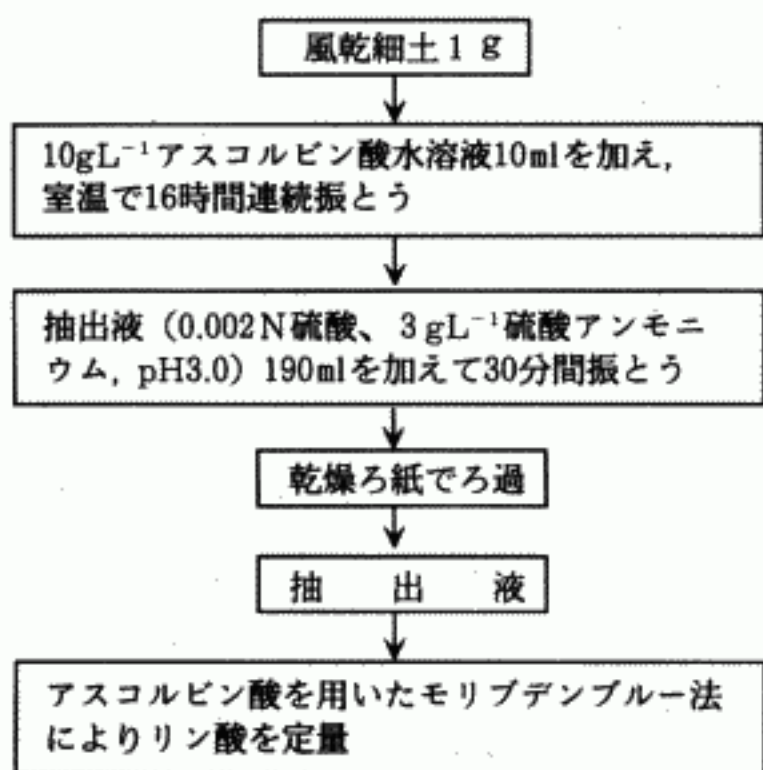 風乾細土1g
10gL⁻¹アスコルビン酸水溶液10mlを加え,
室温で16時間連続振とう
抽出液（0.002N硫酸、3gL⁻¹硫酸アンモニ
ウム, pH3.0）190mlを加えて30分間振とう
乾燥ろ紙でろ過
抽 出 液
アスコルビン酸を用いたモリブデンブルー法
によりリン酸を定量